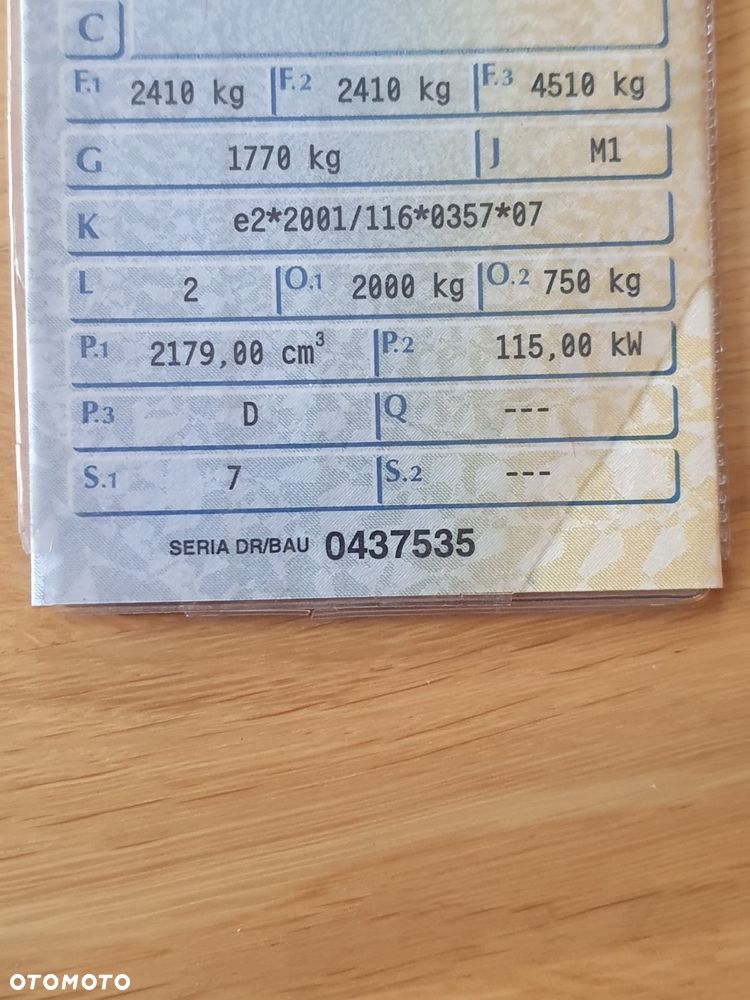 C
F.1 2410 kg F.2 2410 kg F.3 4510 kg
G 1770 kg J M1
K e2*2001/116*0357*07
L 2 O.1 2000 kg O.2 750 kg
P.1 2179,00 cm³ P.2 115,00 kW
P.3 D Q ---
S.1 7 S.2 ---
SERIA DR/BAU 0437535
OTOMOTO